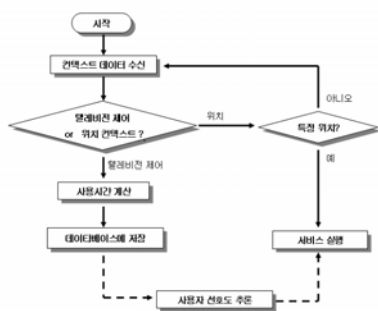 시작
컨텍스트 데이터 수신
텔레비전 제어
or 위치 컨텍스트 ?
위치
특정 위치?
아니오
예
텔레비전 제어
사용시간 계산
데이터베이스에 저장
서비스 실행
사용자 선호도 추론